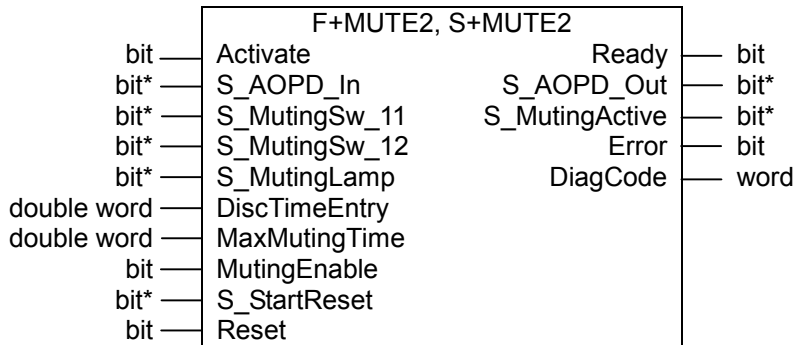 F+MUTE2, S+MUTE2
bit Activate Ready bit
bit* S_AOPD_In S_AOPD_Out bit*
bit* S_MutingSw_11 S_MutingActive bit*
bit* S_MutingSw_12 Error bit
bit* S_MutingLamp DiagCode word
double word DiscTimeEntry
double word MaxMutingTime
bit MutingEnable
bit* S_StartReset
bit Reset